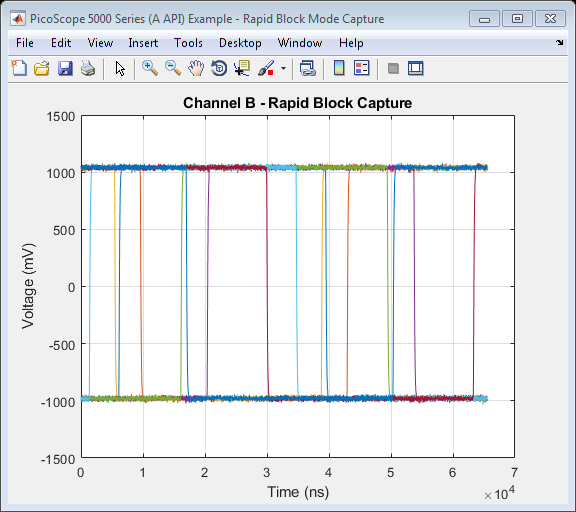 PicoScope 5000 Series (A API) Example - Rapid Block Mode Capture
File Edit View Insert Tools Desktop Window Help
Channel B - Rapid Block Capture
1500
1000
500
0
-500
-1000
-1500
Voltage (mV)
0 1 2 3 4 5 6 7
Time (ns)
×10^4